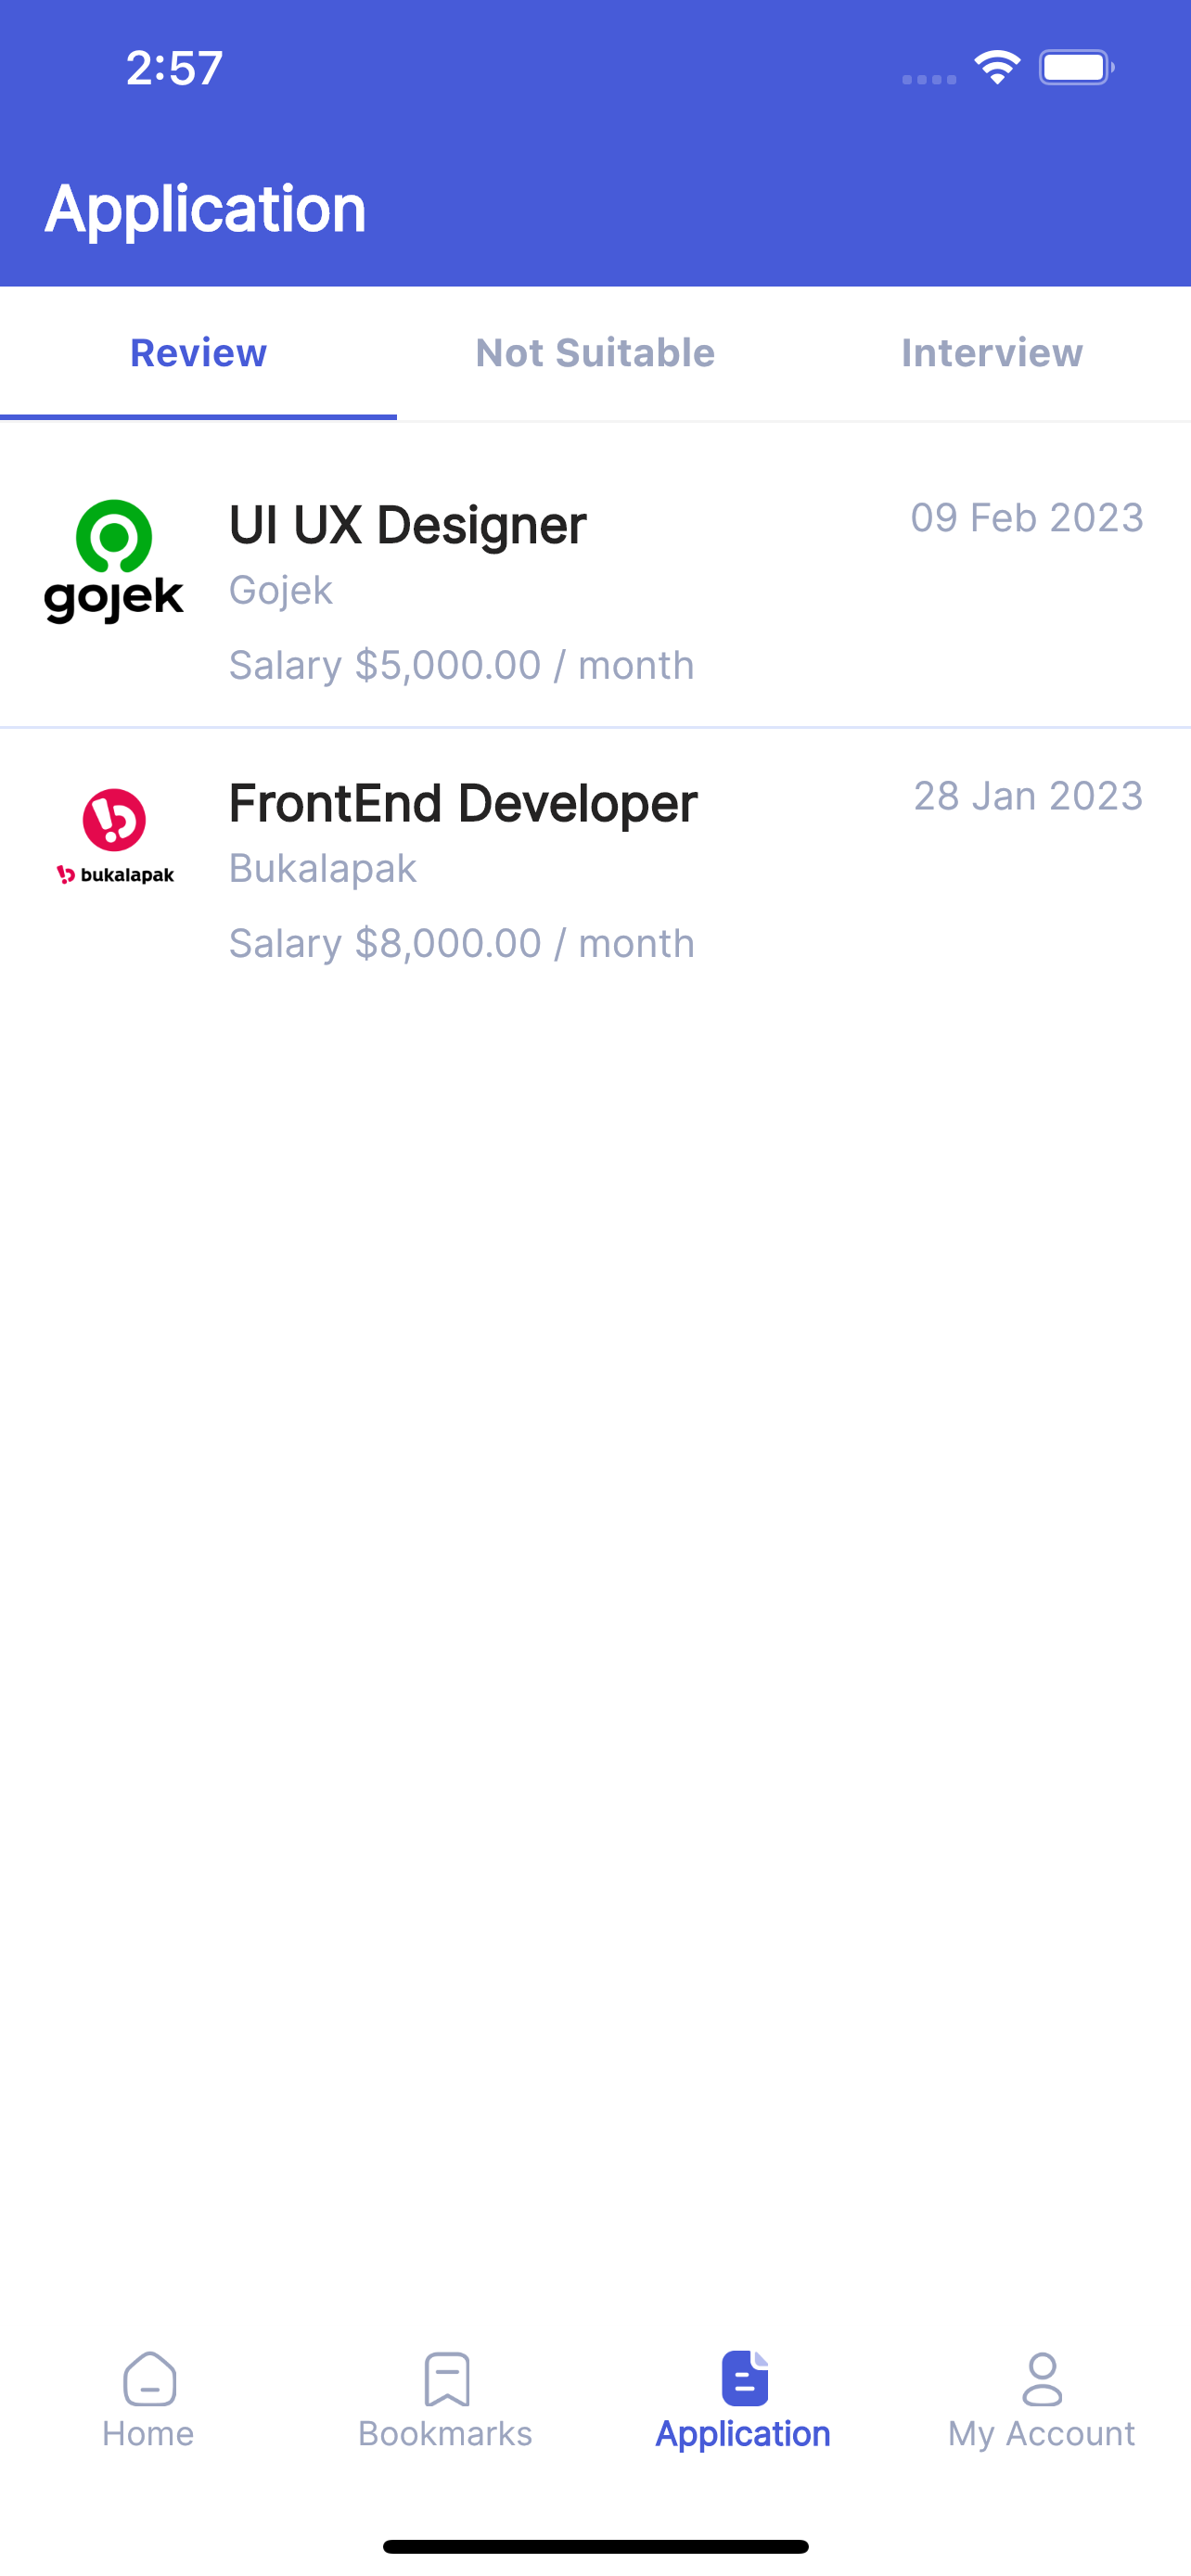 2:57
Application
Review
Not Suitable
Interview
gojek
UI UX Designer
09 Feb 2023
Gojek
Salary $5,000.00 / month
bukalapak
FrontEnd Developer
28 Jan 2023
Bukalapak
Salary $8,000.00 / month
Home
Bookmarks
Application
My Account